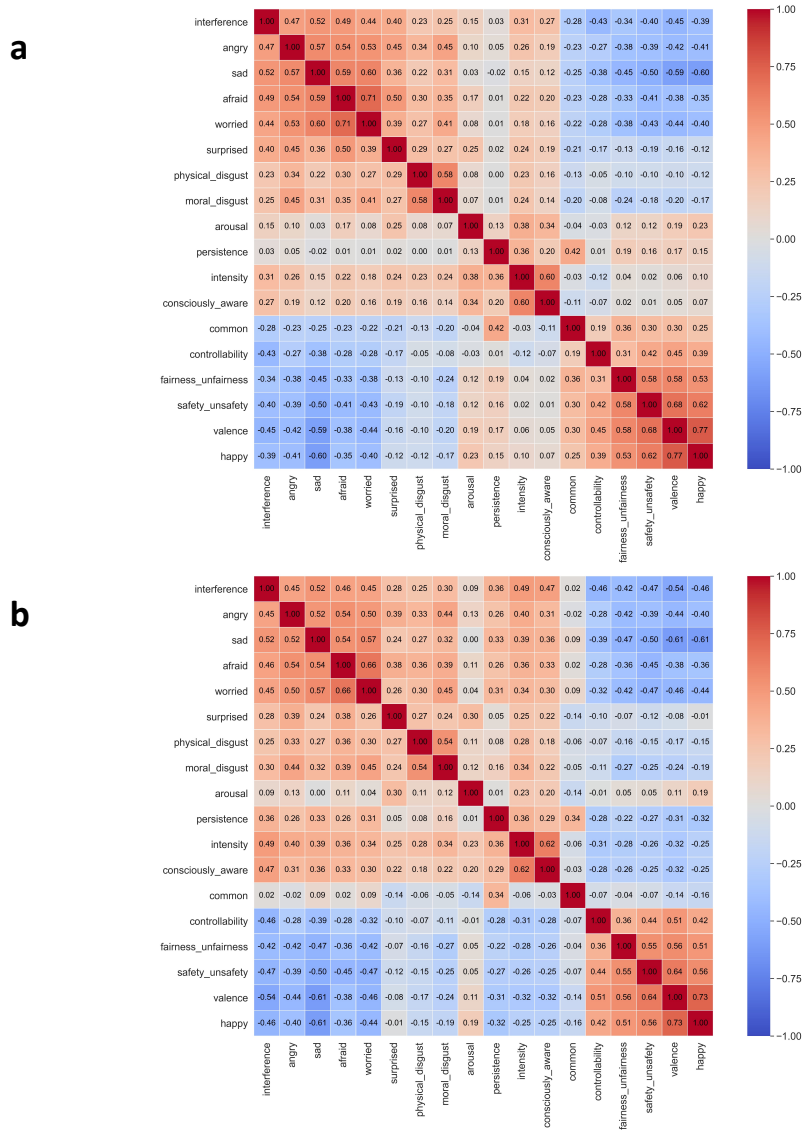 a
interference 1.00 0.47 0.52 0.49 0.44 0.40 0.23 0.25 0.15 0.03 0.31 0.27 -0.28 -0.43 -0.34 -0.40 -0.45 -0.39
angry 0.47 1.00 0.57 0.54 0.53 0.45 0.34 0.45 0.10 0.05 0.26 0.19 -0.23 -0.27 -0.38 -0.39 -0.42 -0.41
sad 0.52 0.57 1.00 0.59 0.60 0.36 0.22 0.31 0.03 -0.02 0.15 0.12 -0.25 -0.38 -0.45 -0.50 -0.59 -0.60
afraid 0.49 0.54 0.59 1.00 0.71 0.50 0.30 0.35 0.17 0.01 0.22 0.20 -0.23 -0.28 -0.33 -0.41 -0.38 -0.35
worried 0.44 0.53 0.60 0.71 1.00 0.39 0.27 0.41 0.08 0.01 0.18 0.16 -0.22 -0.28 -0.38 -0.43 -0.44 -0.40
surprised 0.40 0.45 0.36 0.50 0.39 1.00 0.29 0.27 0.25 0.02 0.24 0.19 -0.21 -0.17 -0.13 -0.19 -0.16 -0.12
physical_disgust 0.23 0.34 0.22 0.30 0.27 0.29 1.00 0.58 0.08 0.00 0.23 0.16 -0.13 -0.05 -0.10 -0.10 -0.10 -0.12
moral_disgust 0.25 0.45 0.31 0.35 0.41 0.27 0.58 1.00 0.07 0.01 0.24 0.14 -0.20 -0.08 -0.24 -0.18 -0.20 -0.17
arousal 0.15 0.10 0.03 0.17 0.08 0.25 0.08 0.07 1.00 0.13 0.38 0.34 -0.04 -0.03 0.12 0.12 0.19 0.23
persistence 0.03 0.05 -0.02 0.01 0.01 0.02 0.00 0.01 0.13 1.00 0.36 0.20 0.42 0.01 0.19 0.16 0.17 0.15
intensity 0.31 0.26 0.15 0.22 0.18 0.24 0.23 0.24 0.38 0.36 1.00 0.60 -0.03 -0.12 0.04 0.02 0.06 0.10
consciously_aware 0.27 0.19 0.12 0.20 0.16 0.19 0.16 0.14 0.34 0.20 0.60 1.00 -0.11 -0.07 0.02 0.01 0.05 0.07
common -0.28 -0.23 -0.25 -0.23 -0.22 -0.21 -0.13 -0.20 -0.04 0.42 -0.03 -0.11 1.00 0.19 0.36 0.30 0.30 0.25
controllability -0.43 -0.27 -0.38 -0.28 -0.28 -0.17 -0.05 -0.08 -0.03 0.01 -0.12 -0.07 0.19 1.00 0.31 0.42 0.45 0.39
fairness_unfairness -0.34 -0.38 -0.45 -0.33 -0.38 -0.13 -0.10 -0.24 0.12 0.19 0.04 0.02 0.36 0.31 1.00 0.58 0.58 0.53
safety_unsafety -0.40 -0.39 -0.50 -0.41 -0.43 -0.19 -0.10 -0.18 0.12 0.16 0.02 0.01 0.30 0.42 0.58 1.00 0.68 0.62
valence -0.45 -0.42 -0.59 -0.38 -0.44 -0.16 -0.10 -0.20 0.19 0.17 0.06 0.05 0.30 0.45 0.58 0.68 1.00 0.77
happy -0.39 -0.41 -0.60 -0.35 -0.40 -0.12 -0.12 -0.17 0.23 0.15 0.10 0.07 0.25 0.39 0.53 0.62 0.77 1.00
interference angry sad afraid worried surprised physical_disgust moral_disgust arousal persistence intensity consciously_aware common controllability fairness_unfairness safety_unsafety valence happy
1.00
0.75
0.50
0.25
0.00
−0.25
−0.50
−0.75
−1.00
b
interference 1.00 0.45 0.52 0.46 0.45 0.28 0.25 0.30 0.09 0.36 0.49 0.47 0.02 -0.46 -0.42 -0.47 -0.54 -0.46
angry 0.45 1.00 0.52 0.54 0.50 0.39 0.33 0.44 0.13 0.26 0.40 0.31 -0.02 -0.28 -0.42 -0.39 -0.44 -0.40
sad 0.52 0.52 1.00 0.54 0.57 0.24 0.27 0.32 0.00 0.33 0.39 0.36 0.09 -0.39 -0.47 -0.50 -0.61 -0.61
afraid 0.46 0.54 0.54 1.00 0.66 0.38 0.36 0.39 0.11 0.26 0.36 0.33 0.02 -0.28 -0.36 -0.45 -0.38 -0.36
worried 0.45 0.50 0.57 0.66 1.00 0.26 0.30 0.45 0.04 0.31 0.34 0.30 0.09 -0.32 -0.42 -0.47 -0.46 -0.44
surprised 0.28 0.39 0.24 0.38 0.26 1.00 0.27 0.24 0.30 0.05 0.25 0.22 -0.14 -0.10 -0.07 -0.12 -0.08 -0.01
physical_disgust 0.25 0.33 0.27 0.36 0.30 0.27 1.00 0.54 0.11 0.08 0.28 0.18 -0.06 -0.07 -0.16 -0.15 -0.17 -0.15
moral_disgust 0.30 0.44 0.32 0.39 0.45 0.24 0.54 1.00 0.12 0.16 0.34 0.22 -0.05 -0.11 -0.27 -0.25 -0.24 -0.19
arousal 0.09 0.13 0.00 0.11 0.04 0.30 0.11 0.12 1.00 0.01 0.23 0.20 -0.14 -0.01 0.05 0.05 0.11 0.19
persistence 0.36 0.26 0.33 0.26 0.31 0.05 0.08 0.16 0.01 1.00 0.36 0.29 0.34 -0.28 -0.22 -0.27 -0.31 -0.32
intensity 0.49 0.40 0.39 0.36 0.34 0.25 0.28 0.34 0.23 0.36 1.00 0.62 -0.06 -0.31 -0.28 -0.26 -0.32 -0.25
consciously_aware 0.47 0.31 0.36 0.33 0.30 0.22 0.18 0.22 0.20 0.29 0.62 1.00 -0.03 -0.28 -0.26 -0.25 -0.32 -0.25
common 0.02 -0.02 0.09 0.02 0.09 -0.14 -0.06 -0.05 -0.14 0.34 -0.06 -0.03 1.00 -0.07 -0.04 -0.07 -0.14 -0.16
controllability -0.46 -0.28 -0.39 -0.28 -0.32 -0.10 -0.07 -0.11 -0.01 -0.28 -0.31 -0.28 -0.07 1.00 0.36 0.44 0.51 0.42
fairness_unfairness -0.42 -0.42 -0.47 -0.36 -0.42 -0.07 -0.16 -0.27 0.05 -0.22 -0.28 -0.26 -0.04 0.36 1.00 0.55 0.56 0.51
safety_unsafety -0.47 -0.39 -0.50 -0.45 -0.47 -0.12 -0.15 -0.25 0.05 -0.27 -0.26 -0.25 -0.07 0.44 0.55 1.00 0.64 0.56
valence -0.54 -0.44 -0.61 -0.38 -0.46 -0.08 -0.17 -0.24 0.11 -0.31 -0.32 -0.32 -0.14 0.51 0.56 0.64 1.00 0.73
happy -0.46 -0.40 -0.61 -0.36 -0.44 -0.01 -0.15 -0.19 0.19 -0.32 -0.25 -0.25 -0.16 0.42 0.51 0.56 0.73 1.00
interference angry sad afraid worried surprised physical_disgust moral_disgust arousal persistence intensity consciously_aware common controllability fairness_unfairness safety_unsafety valence happy
1.00
0.75
0.50
0.25
0.00
−0.25
−0.50
−0.75
−1.00